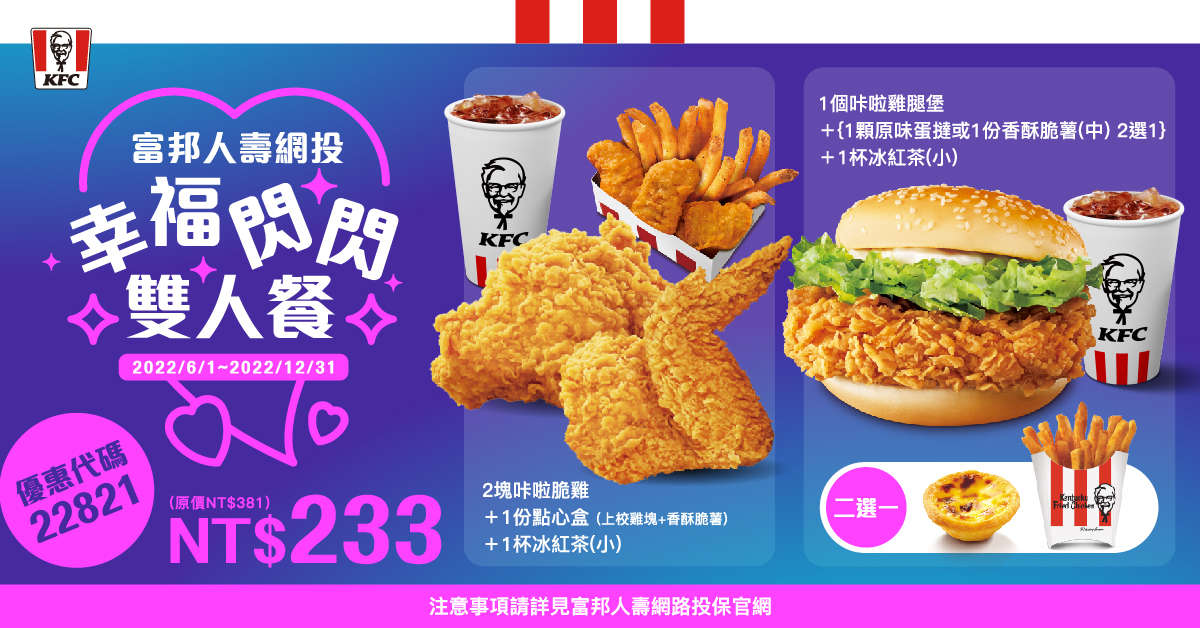 KFC
富邦人壽網投
幸福閃閃
雙人餐
2022/6/1~2022/12/31
優惠代碼
22821
(原價NT$381)
NT$233
KFC
2塊咔啦脆雞
+1份點心盒 (上校雞塊+香酥脆薯)
+1杯冰紅茶(小)
1個咔啦雞腿堡
+{1顆原味蛋撻或1份香酥脆薯(中) 2選1}
+1杯冰紅茶(小)
KFC
二選一
Kentucky
Fried Chicken
注意事項請詳見富邦人壽網路投保官網